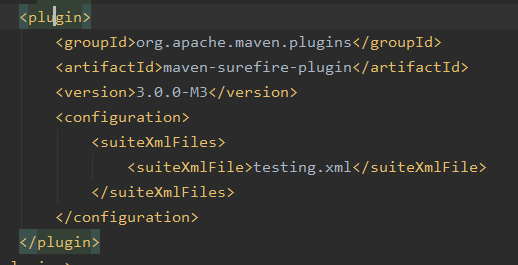 <plugin>
<groupId>org.apache.maven.plugins</groupId>
<artifactId>maven-surefire-plugin</artifactId>
<version>3.0.0-M3</version>
<configuration>
<suiteXmlFiles>
<suiteXmlFile>testing.xml</suiteXmlFile>
</suiteXmlFiles>
</configuration>
</plugin>